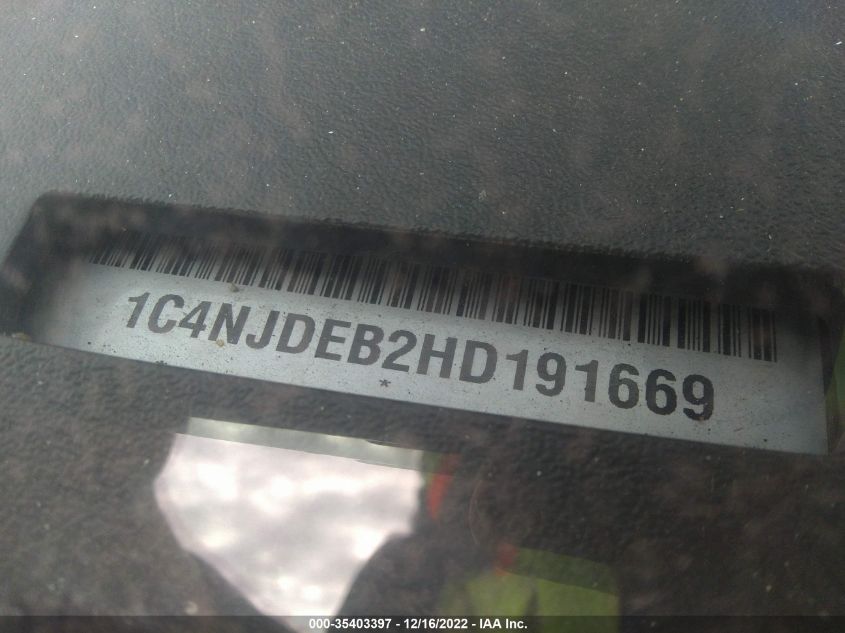 1C4NJDEB2HD191669
*
000-35403397 - 12/16/2022 - IAA Inc.